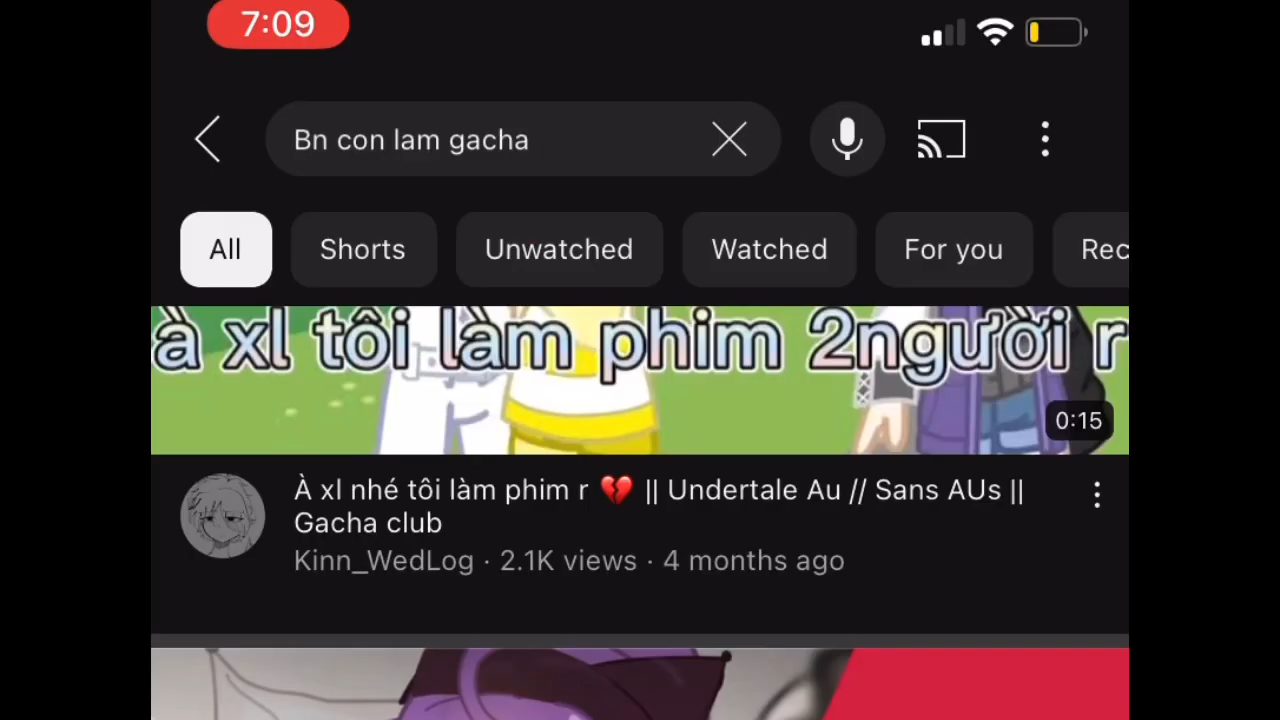 7:09
Bn con lam gacha
All Shorts Unwatched Watched For you Rec
à xl tôi làm phim 2người r
0:15
À xl nhé tôi làm phim r 💔 || Undertale Au // Sans AUs ||
Gacha club
Kinn_WedLog · 2.1K views · 4 months ago